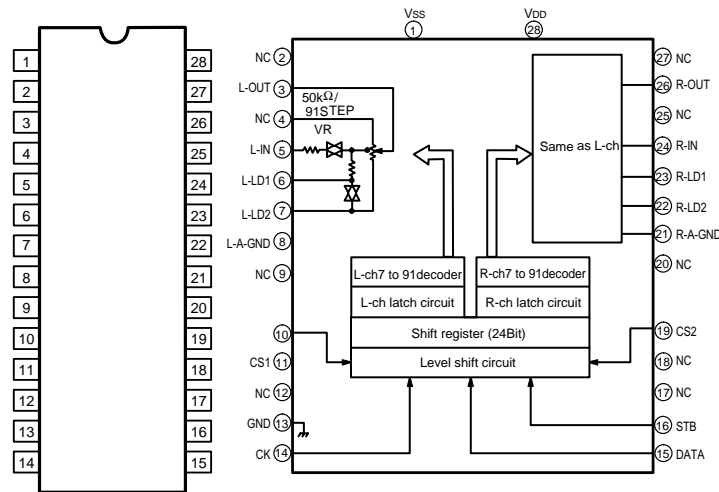 1
2
3
4
5
6
7
8
9
10
11
12
13
14
28
27
26
25
24
23
22
21
20
19
18
17
16
15
VSS
1
VDD
28
NC 2
L-OUT 3
50kΩ/
91STEP
VR
NC 4
L-IN 5
L-LD1 6
L-LD2 7
L-A-GND 8
NC 9
10
CS1 11
NC 12
GND 13
CK 14
Same as L-ch
27 NC
26 R-OUT
25 NC
24 R-IN
23 R-LD1
22 R-LD2
21 R-A-GND
20 NC
19 CS2
18 NC
17 NC
16 STB
15 DATA
L-ch7 to 91decoder
R-ch7 to 91decoder
L-ch latch circuit
R-ch latch circuit
Shift register (24Bit)
Level shift circuit